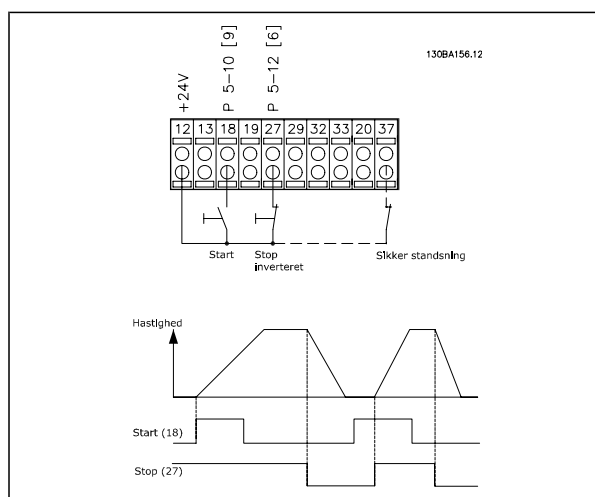 130BA156.12
+24V
P 5-10 [9]
P 5-12 [6]
12 13 18 19 27 29 32 33 20 37
Start
Stop
inverteret
Sikker standsning
Hastighed
Start (18)
Stop (27)